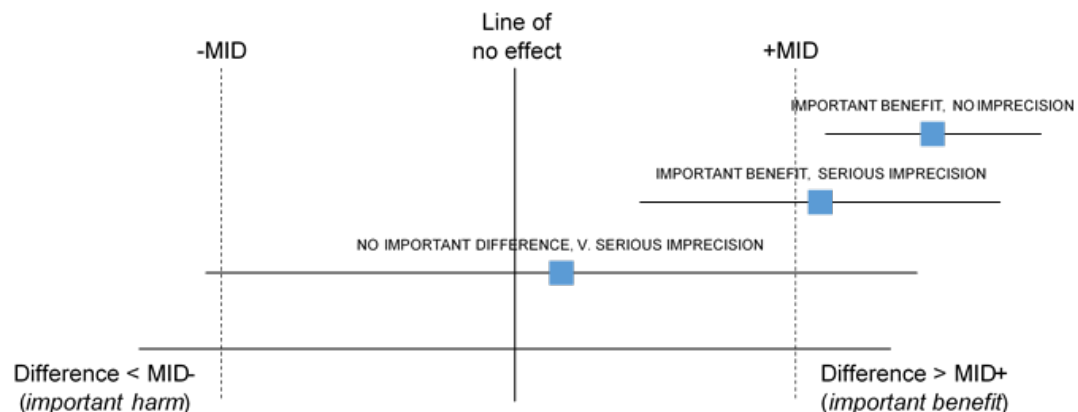 Line of
no effect
-MID
+MID
IMPORTANT BENEFIT, NO IMPRECISION
IMPORTANT BENEFIT, SERIOUS IMPRECISION
NO IMPORTANT DIFFERENCE, V. SERIOUS IMPRECISION
Difference < MID-
(important harm)
Difference > MID+
(important benefit)